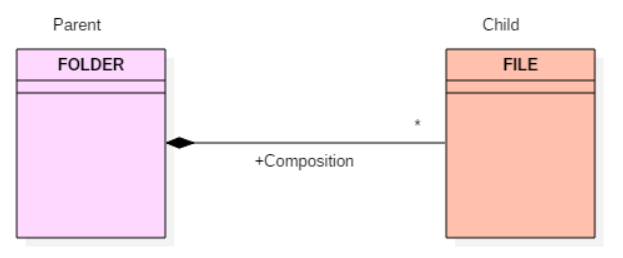 Parent
Child
FOLDER
FILE
*
+Composition